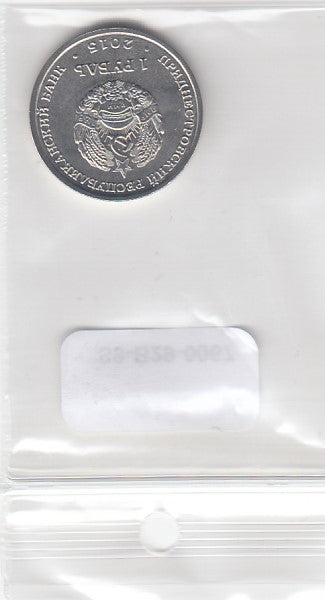 ПРИДНЕСТРОВСКИЙ РЕСПУБЛИКАНСКИЙ БАНК
1 РУБЛЬ
· 2015 ·